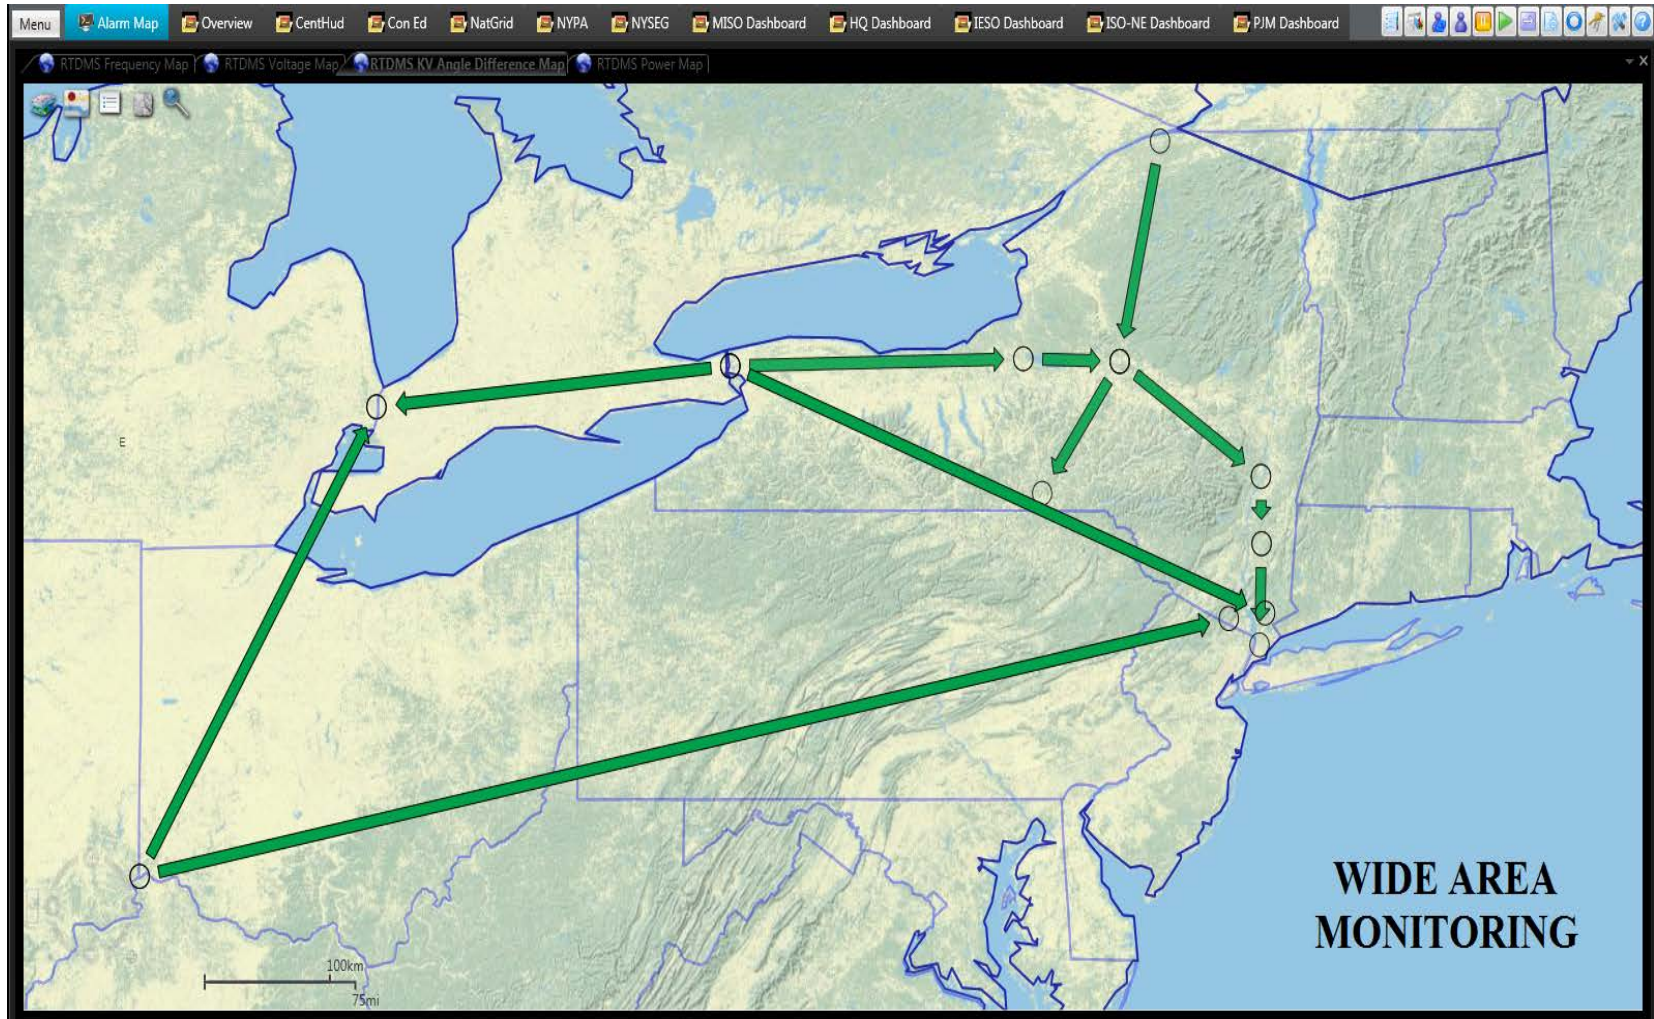 Menu Alarm Map Overview CentHud Con Ed NatGrid NYPA NYSEG MISO Dashboard HQ Dashboard IESO Dashboard ISO-NE Dashboard PJM Dashboard
RTDMS Frequency Map RTDMS Voltage Map RTDMS KV Angle Difference Map RTDMS Power Map
E
WIDE AREA
MONITORING
100km
75mi